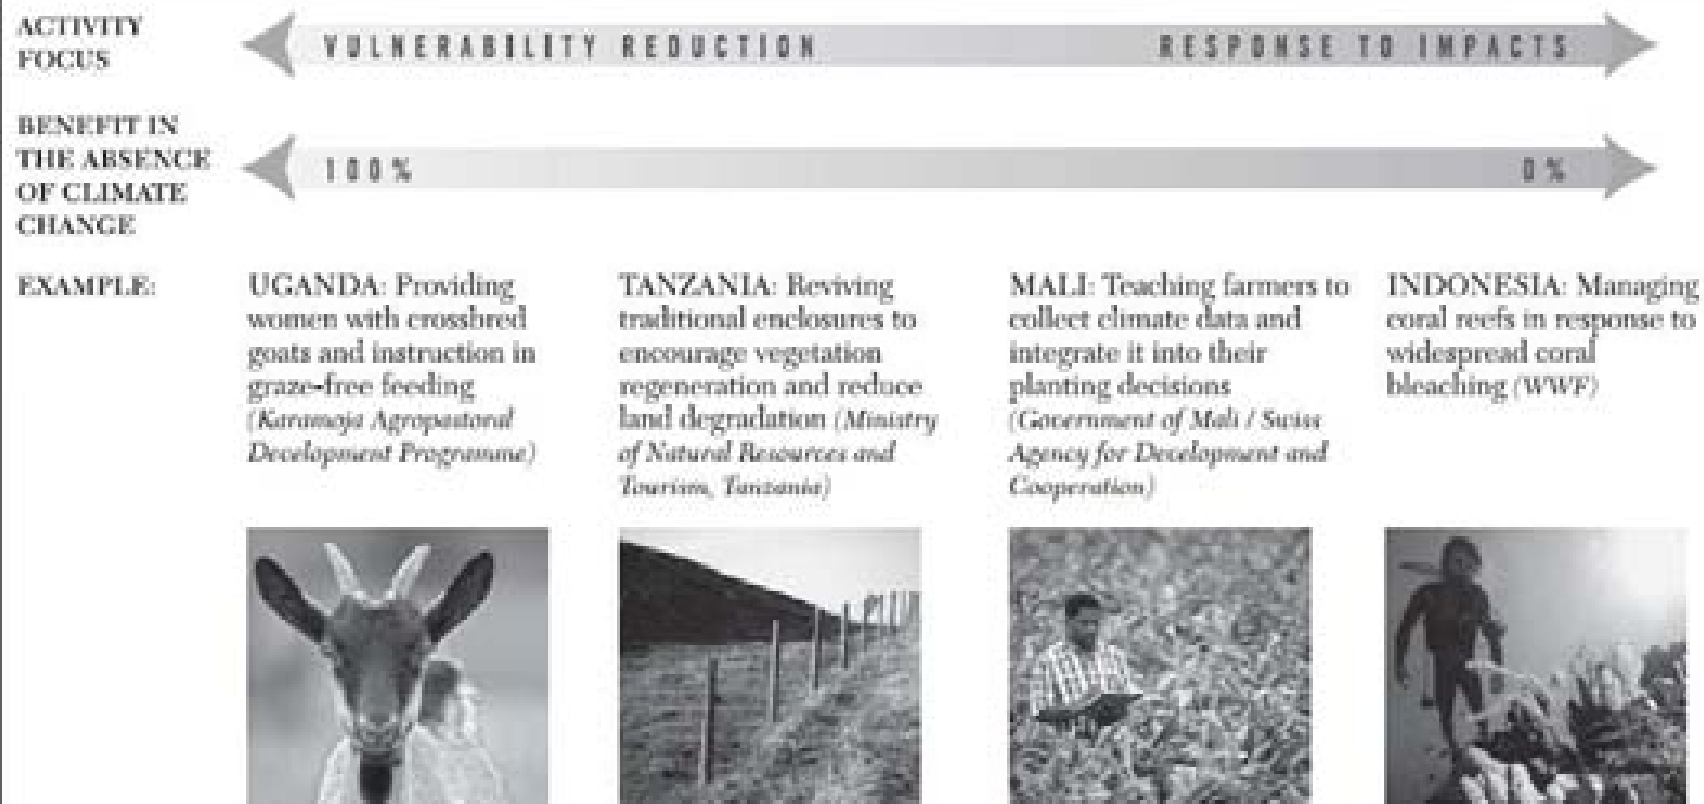 ACTIVITY
FOCUS
VULNERABILITY REDUCTION
RESPONSE TO IMPACTS
BENEFIT IN
THE ABSENCE
OF CLIMATE
CHANGE
100%
0%
EXAMPLE:
UGANDA: Providing
women with crossbred
goats and instruction in
graze-free feeding
(Karamoja Agropastoral
Development Programme)
TANZANIA: Reviving
traditional enclosures to
encourage vegetation
regeneration and reduce
land degradation (Ministry
of Natural Resources and
Tourism, Tanzania)
MALI: Teaching farmers to
collect climate data and
integrate it into their
planting decisions
(Government of Mali / Swiss
Agency for Development and
Cooperation)
INDONESIA: Managing
coral reefs in response to
widespread coral
bleaching (WWF)